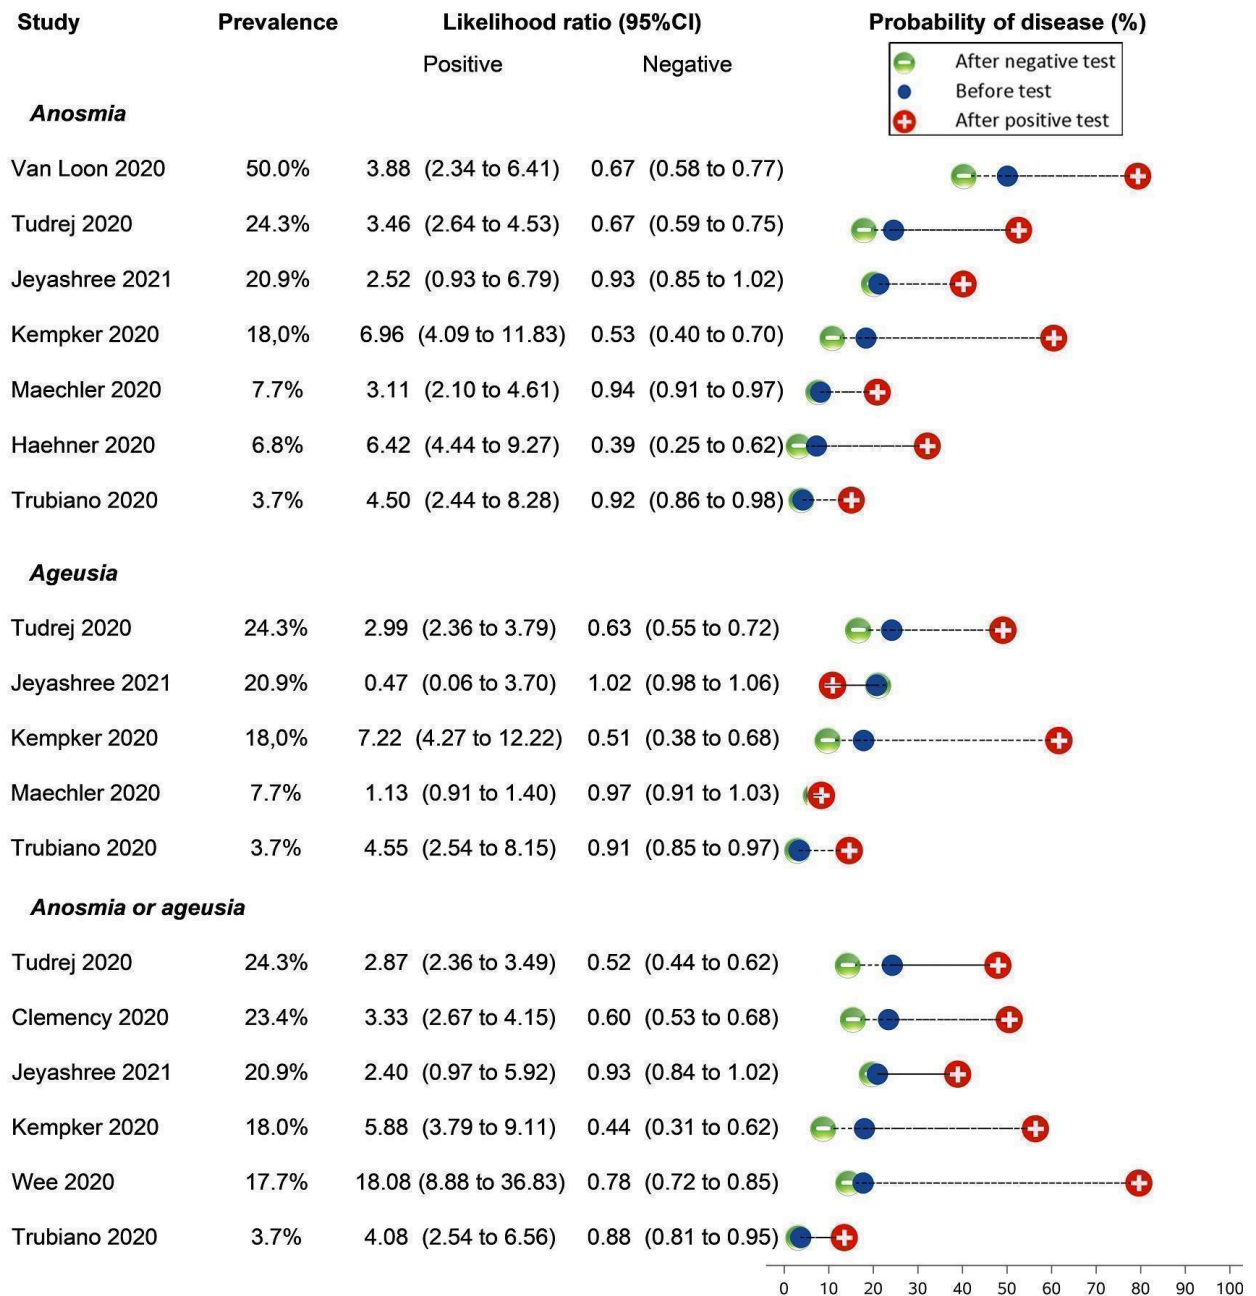 Study Prevalence Likelihood ratio (95%CI) Probability of disease (%)
Positive Negative
After negative test
Before test
After positive test
Anosmia
Van Loon 2020 50.0% 3.88 (2.34 to 6.41) 0.67 (0.58 to 0.77)
Tudrej 2020 24.3% 3.46 (2.64 to 4.53) 0.67 (0.59 to 0.75)
Jeyashree 2021 20.9% 2.52 (0.93 to 6.79) 0.93 (0.85 to 1.02)
Kempker 2020 18,0% 6.96 (4.09 to 11.83) 0.53 (0.40 to 0.70)
Maechler 2020 7.7% 3.11 (2.10 to 4.61) 0.94 (0.91 to 0.97)
Haehner 2020 6.8% 6.42 (4.44 to 9.27) 0.39 (0.25 to 0.62)
Trubiano 2020 3.7% 4.50 (2.44 to 8.28) 0.92 (0.86 to 0.98)
Ageusia
Tudrej 2020 24.3% 2.99 (2.36 to 3.79) 0.63 (0.55 to 0.72)
Jeyashree 2021 20.9% 0.47 (0.06 to 3.70) 1.02 (0.98 to 1.06)
Kempker 2020 18,0% 7.22 (4.27 to 12.22) 0.51 (0.38 to 0.68)
Maechler 2020 7.7% 1.13 (0.91 to 1.40) 0.97 (0.91 to 1.03)
Trubiano 2020 3.7% 4.55 (2.54 to 8.15) 0.91 (0.85 to 0.97)
Anosmia or ageusia
Tudrej 2020 24.3% 2.87 (2.36 to 3.49) 0.52 (0.44 to 0.62)
Clemency 2020 23.4% 3.33 (2.67 to 4.15) 0.60 (0.53 to 0.68)
Jeyashree 2021 20.9% 2.40 (0.97 to 5.92) 0.93 (0.84 to 1.02)
Kempker 2020 18.0% 5.88 (3.79 to 9.11) 0.44 (0.31 to 0.62)
Wee 2020 17.7% 18.08 (8.88 to 36.83) 0.78 (0.72 to 0.85)
Trubiano 2020 3.7% 4.08 (2.54 to 6.56) 0.88 (0.81 to 0.95)
0 10 20 30 40 50 60 70 80 90 100